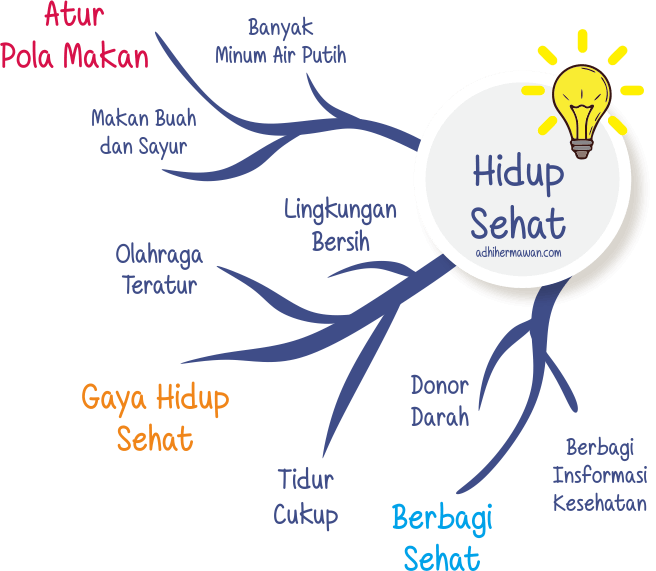 Atur
Pola Makan
Banyak
Minum Air Putih
Makan Buah
dan Sayur
Hidup
Sehat
adhihermawan.com
Lingkungan
Bersih
Olahraga
Teratur
Gaya Hidup
Sehat
Tidur
Cukup
Donor
Darah
Berbagi
Insformasi
Kesehatan
Berbagi
Sehat